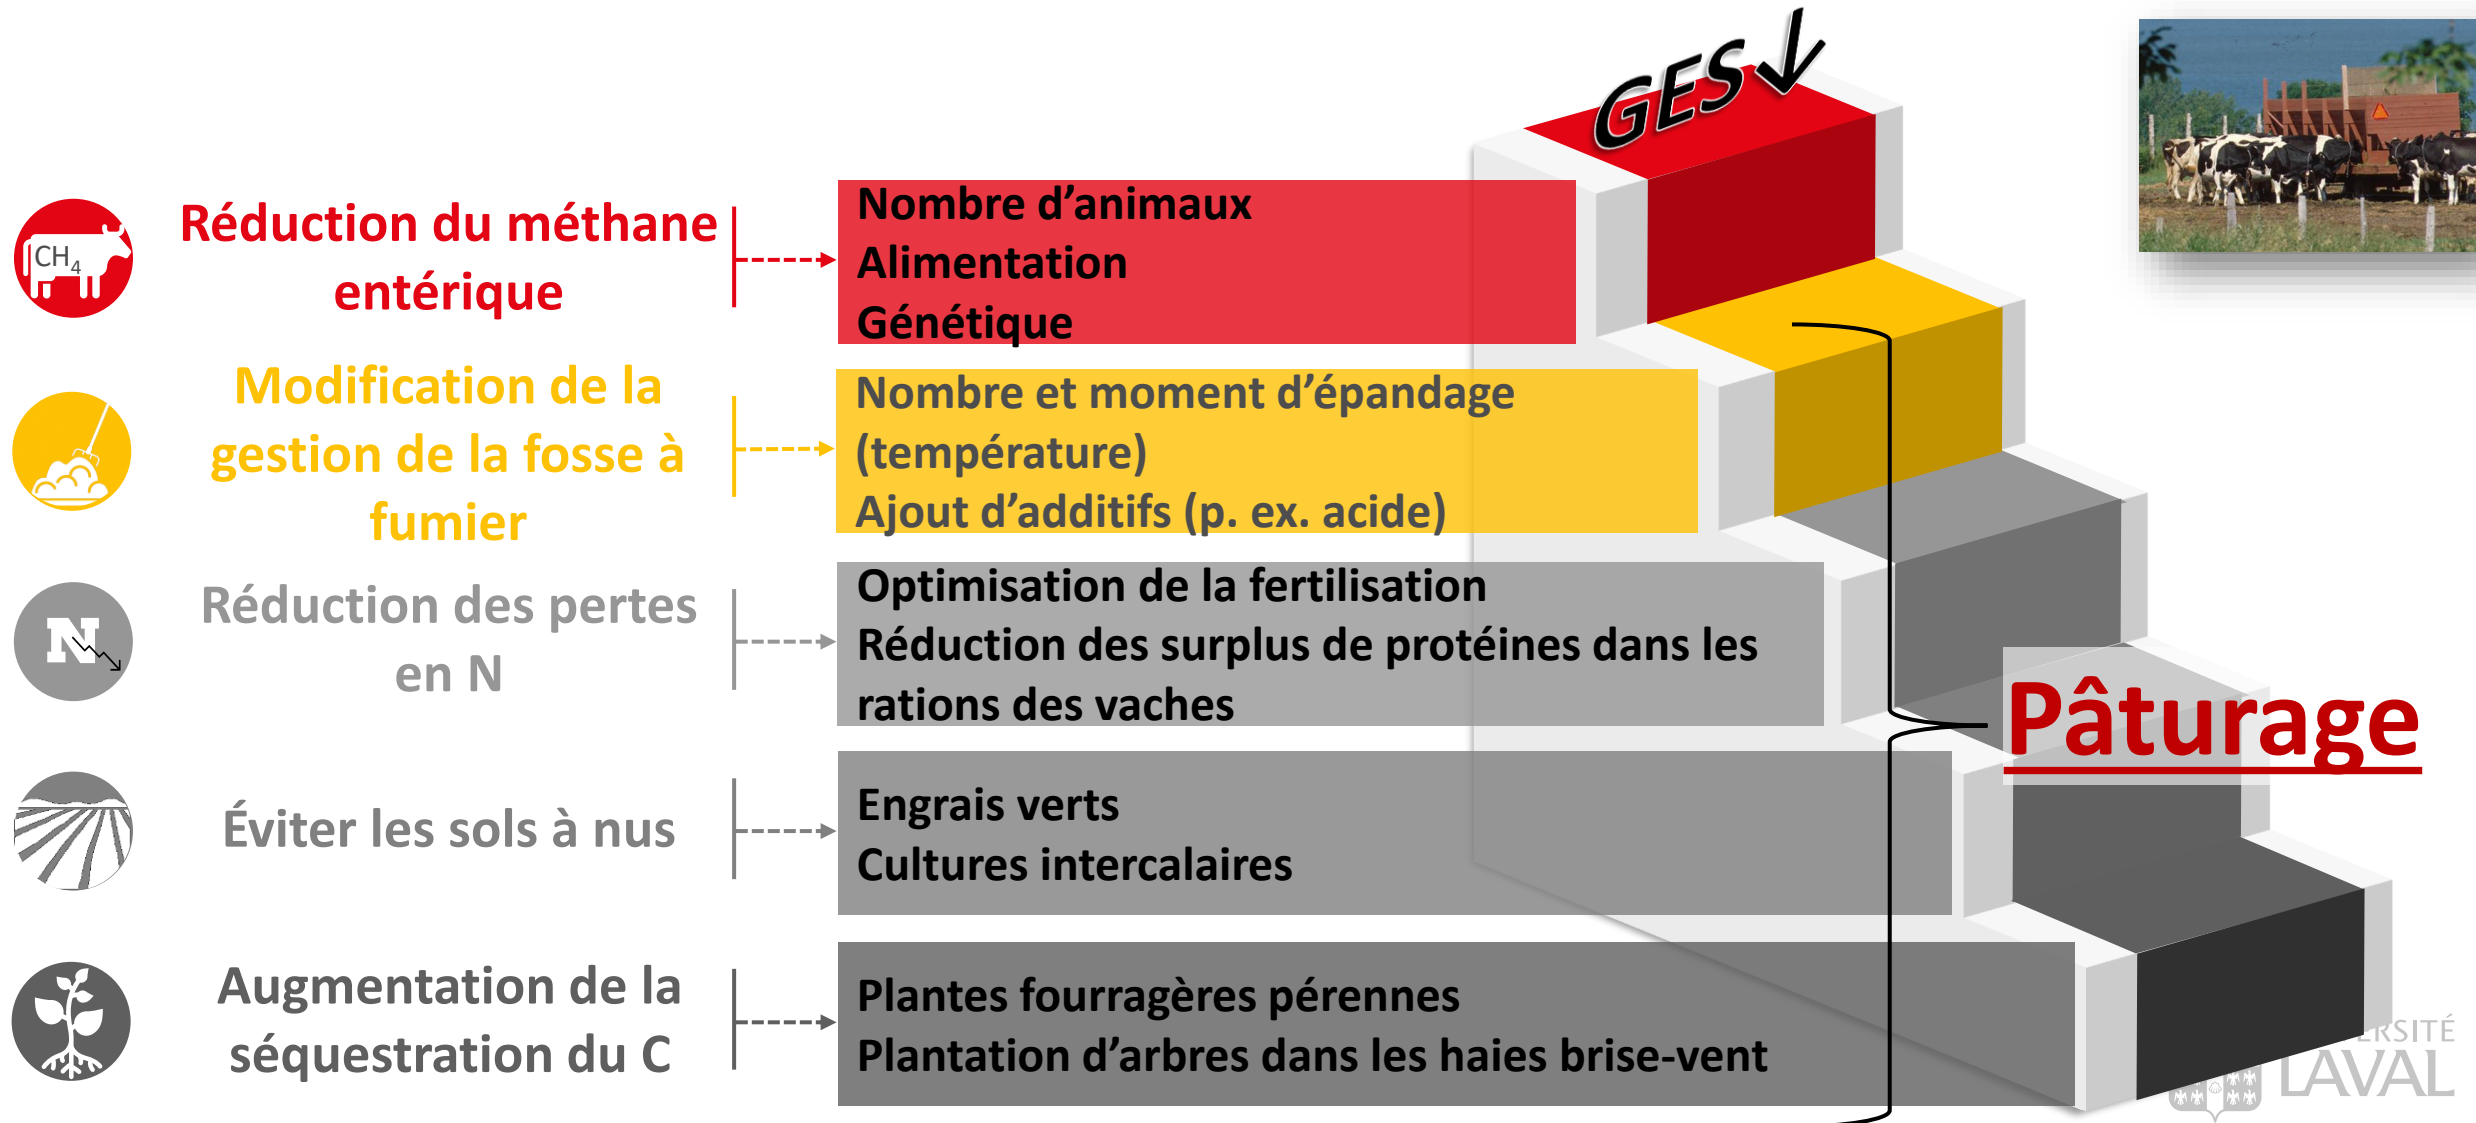 GES↓
CH₄
Réduction du méthane
entérique
Nombre d'animaux
Alimentation
Génétique
Modification de la
gestion de la fosse à
fumier
Nombre et moment d'épandage
(température)
Ajout d'additifs (p. ex. acide)
N
Réduction des pertes
en N
Optimisation de la fertilisation
Réduction des surplus de protéines dans les
rations des vaches
Pâturage
Éviter les sols à nus
Engrais verts
Cultures intercalaires
Augmentation de la
séquestration du C
Plantes fourragères pérennes
Plantation d'arbres dans les haies brise-vent
LAVAL